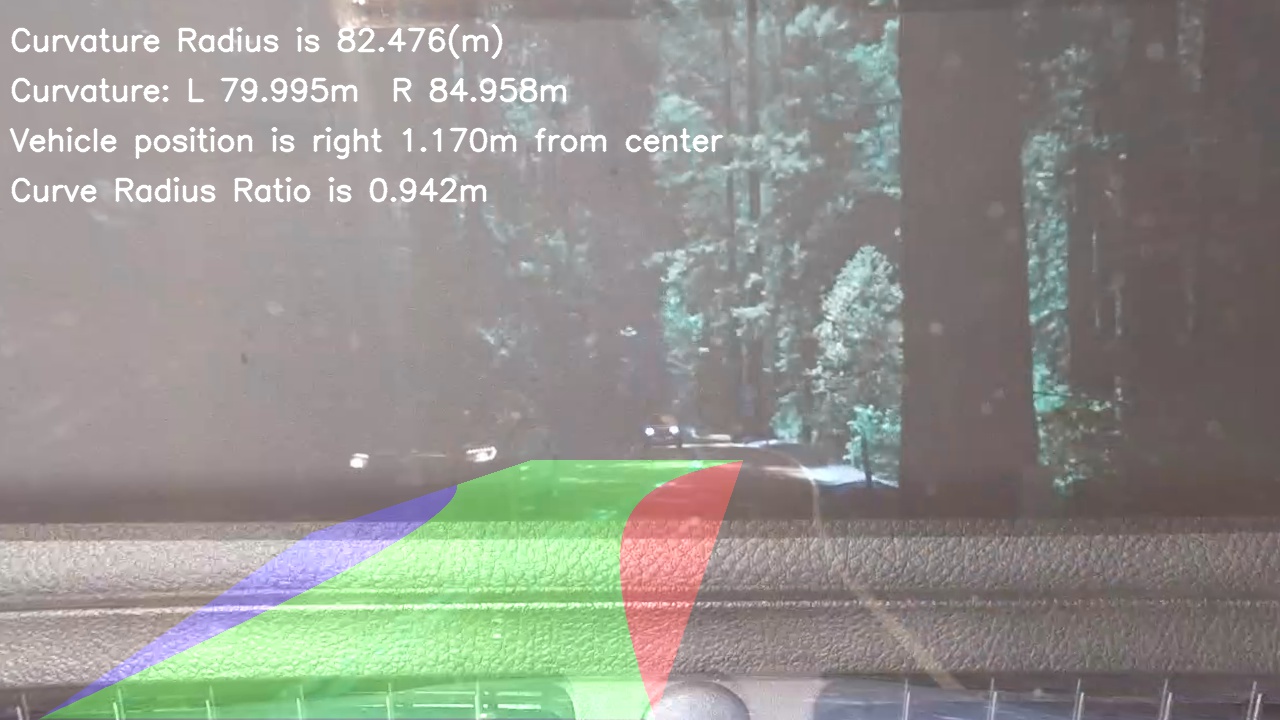 Curvature Radius is 82.476(m)
Curvature: L 79.995m R 84.958m
Vehicle position is right 1.170m from center
Curve Radius Ratio is 0.942m